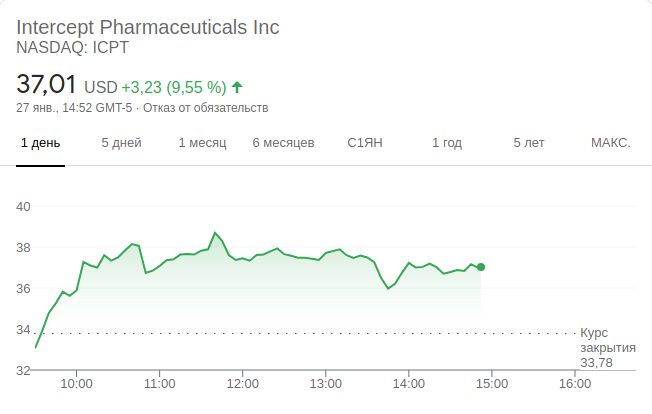 Intercept Pharmaceuticals Inc
NASDAQ: ICPT
37,01 USD +3,23 (9,55 %)
27 янв., 14:52 GMT-5 · Отказ от обязательств
1 день 5 дней 1 месяц 6 месяцев С1ЯН 1 год 5 лет МАКС.
40
38
36
34
32
Курс
закрытия
33,78
10:00 11:00 12:00 13:00 14:00 15:00 16:00